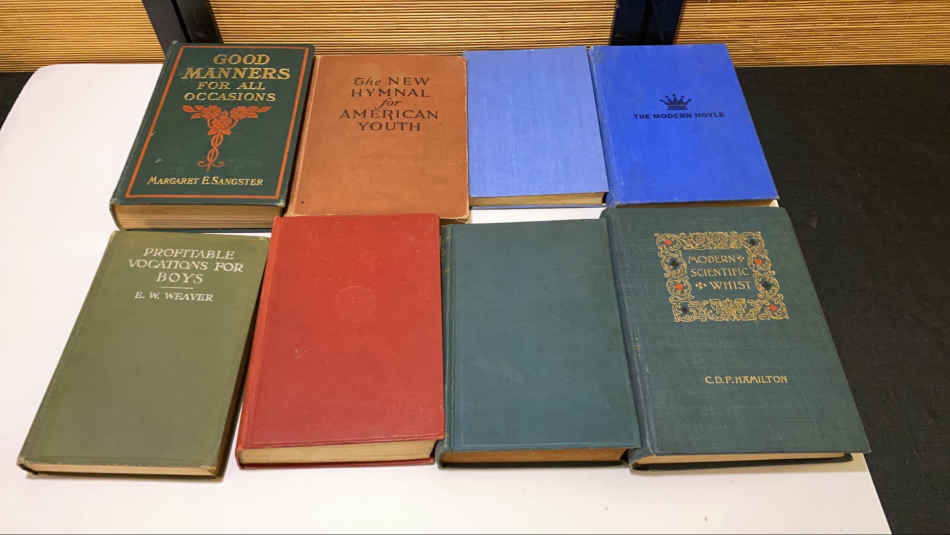 GOOD
MANNERS
FOR ALL
OCCASIONS
MARGARET E. SANGSTER
The NEW
HYMNAL
for
AMERICAN
YOUTH
THE MODERN HOYLE
PROFITABLE
VOCATIONS FOR
BOYS
E. W. WEAVER
MODERN
SCIENTIFIC
WHIST
C. D. P. HAMILTON